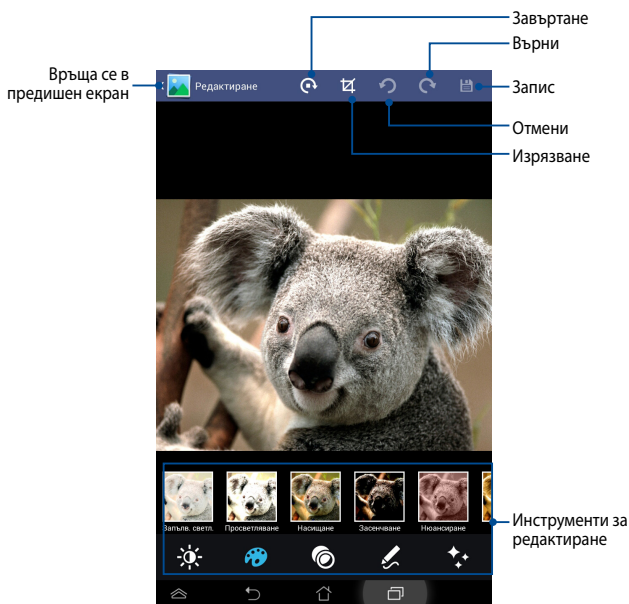 Завъртане
Върни
Връща се в
предишен екран
Редактиране
Запис
Отмени
Изрязване
Запълв. светл.
Просветляване
Насищане
Засенчване
Нюансиране
Инструменти за
редактиране